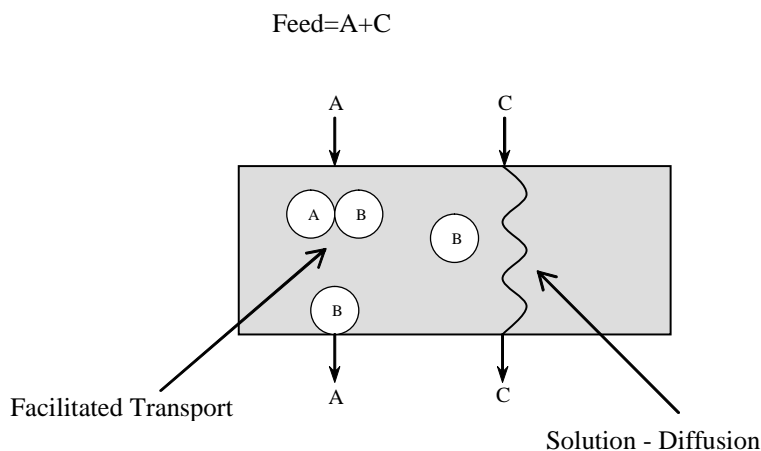 Feed=A+C
A
C
A
B
B
B
A
C
Facilitated Transport
Solution - Diffusion